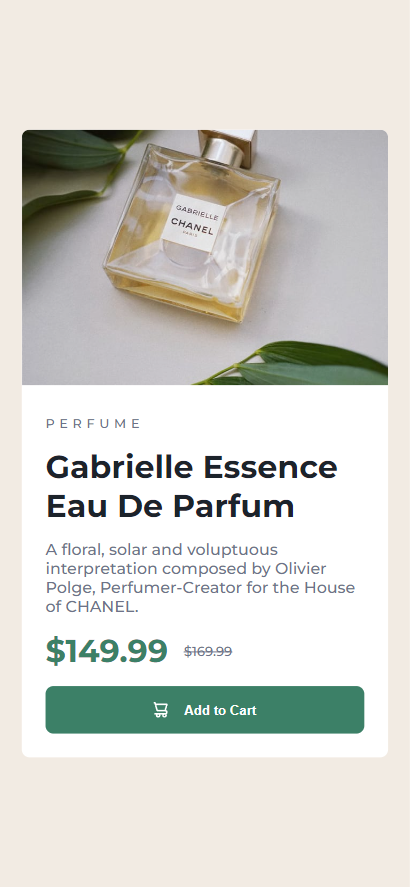 GABRIELLE
CHANEL
PARIS
PERFUME
Gabrielle Essence
Eau De Parfum
A floral, solar and voluptuous
interpretation composed by Olivier
Polge, Perfumer-Creator for the House
of CHANEL.
$149.99 $169.99
Add to Cart